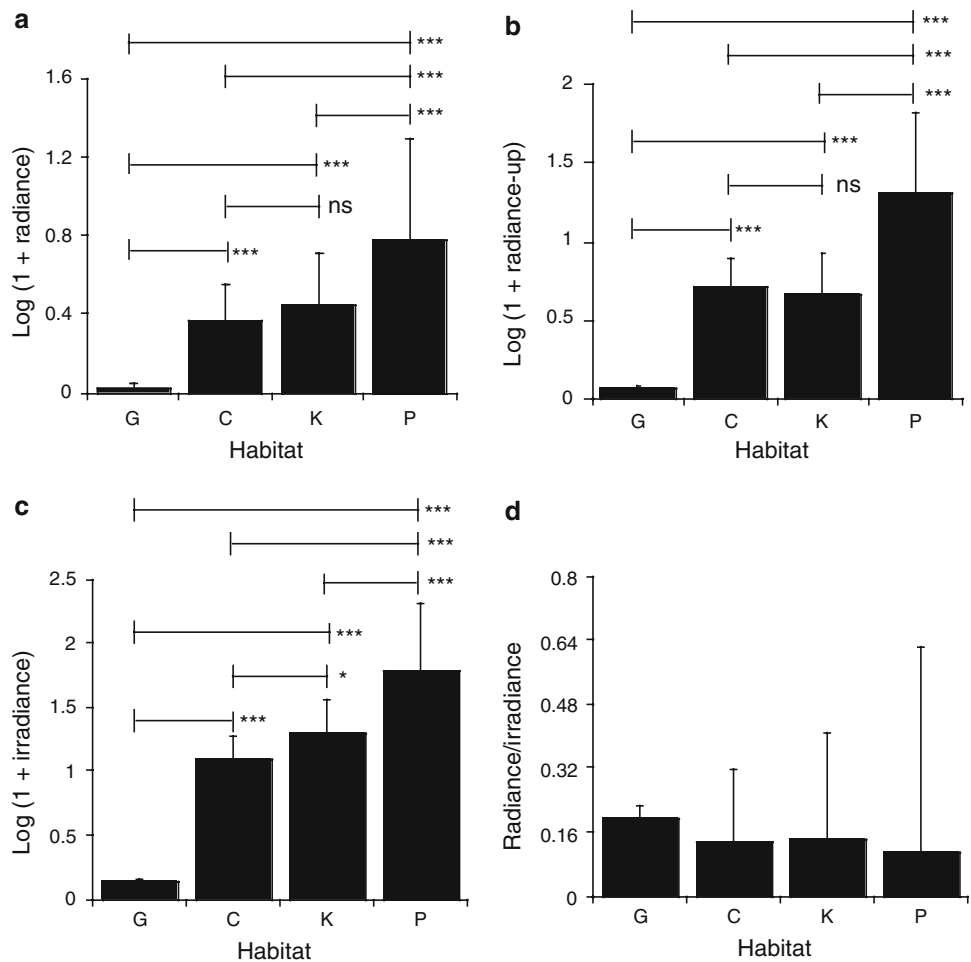 a
***
***
***
***
ns
***
Log (1 + radiance)
1.6
1.2
0.8
0.4
0
G C K P
Habitat
b
***
***
***
***
ns
***
Log (1 + radiance-up)
2
1.5
1
0.5
0
G C K P
Habitat
c
***
***
***
***
*
***
Log (1 + irradiance)
2.5
2
1.5
1
0.5
0
G C K P
Habitat
d
Radiance/irradiance
0.8
0.64
0.48
0.32
0.16
0
G C K P
Habitat